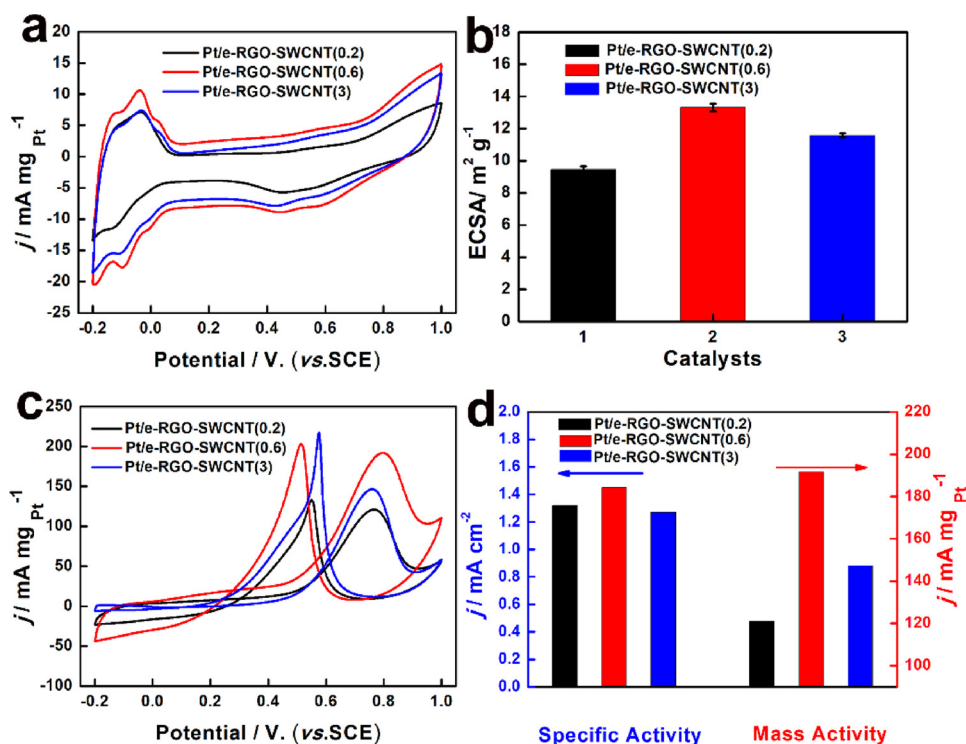 a
Pt/e-RGO-SWCNT(0.2)
Pt/e-RGO-SWCNT(0.6)
Pt/e-RGO-SWCNT(3)
20
15
10
5
0
-5
-10
-15
-20
-25
j / mA mg Pt -1
-0.2 0.0 0.2 0.4 0.6 0.8 1.0
Potential / V. (vs.SCE)
b
Pt/e-RGO-SWCNT(0.2)
Pt/e-RGO-SWCNT(0.6)
Pt/e-RGO-SWCNT(3)
18
16
14
12
10
8
6
4
2
0
ECSA/ m² g⁻¹
1 2 3
Catalysts
c
Pt/e-RGO-SWCNT(0.2)
Pt/e-RGO-SWCNT(0.6)
Pt/e-RGO-SWCNT(3)
250
200
150
100
50
0
-50
-100
j / mA mg Pt -1
-0.2 0.0 0.2 0.4 0.6 0.8 1.0
Potential / V. (vs.SCE)
d
Pt/e-RGO-SWCNT(0.2)
Pt/e-RGO-SWCNT(0.6)
Pt/e-RGO-SWCNT(3)
2.0
1.8
1.6
1.4
1.2
1.0
0.8
0.6
0.4
0.2
0.0
j / mA cm⁻²
220
200
180
160
140
120
100
j / mA mg Pt -1
Specific Activity Mass Activity